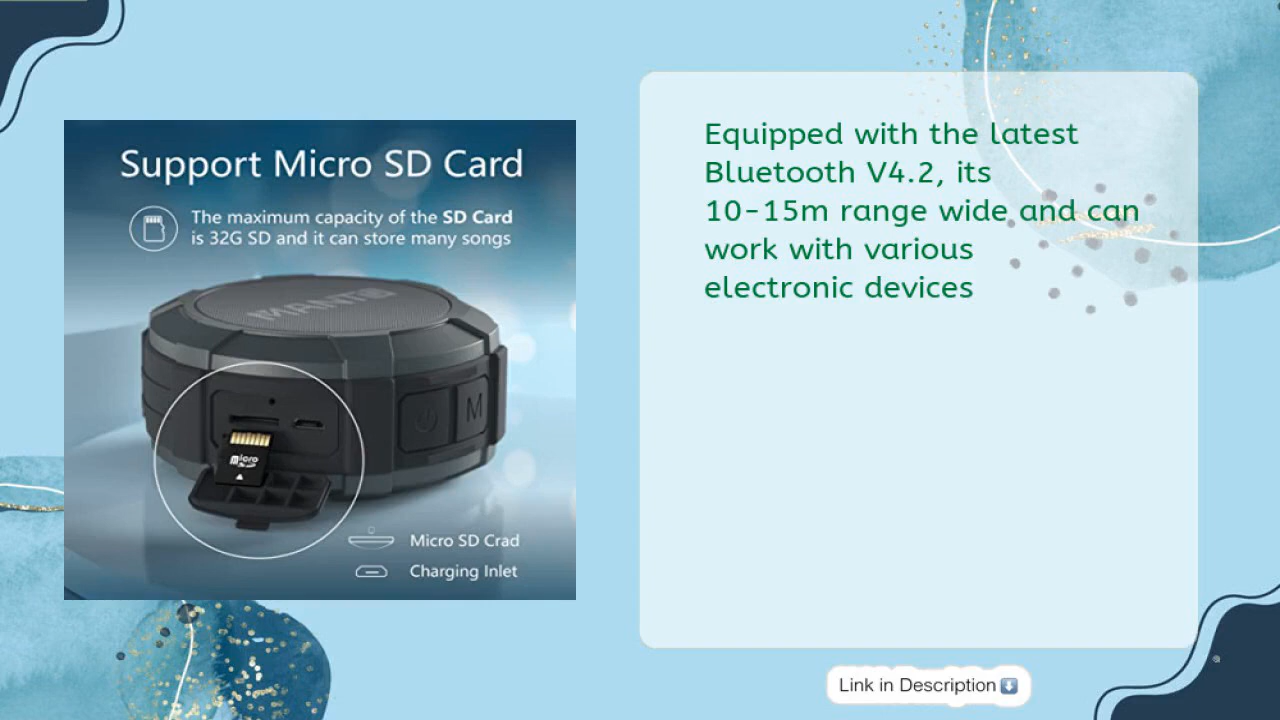 Support Micro SD Card
The maximum capacity of the SD Card
is 32G SD and it can store many songs
M
micro
Micro SD Crad
Charging Inlet
Equipped with the latest
Bluetooth V4.2, its
10-15m range wide and can
work with various
electronic devices
Link in Description